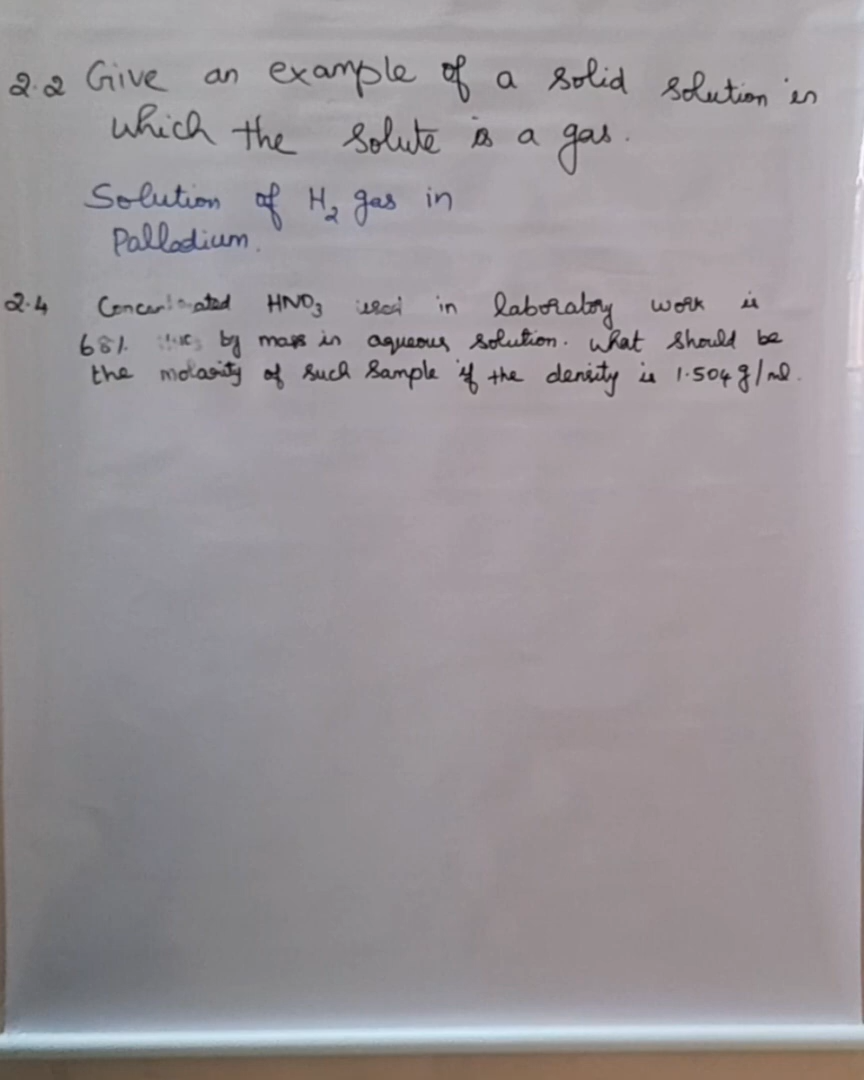 2.2 Give an example of a solid solution in
which the solute is a gas.
Solution of H2 gas in
Palladium.
2.4 HNO3 used in laboratory work is
68% by mass in aqueous solution. What should be
the molarity of such sample if the density is 1.504 g/ml.